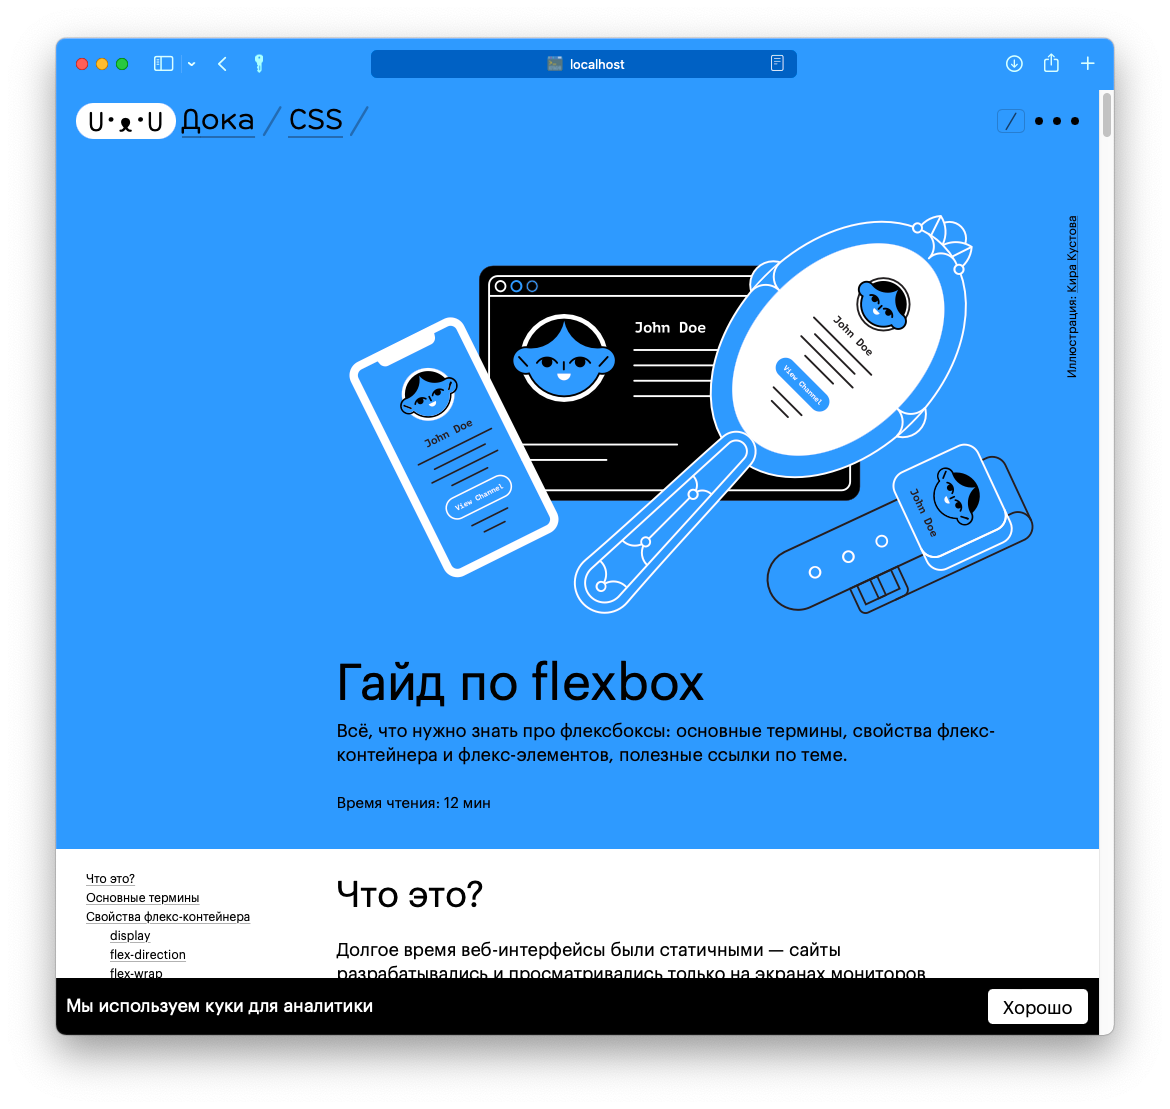 localhost
U U
Дока / CSS /
/
Иллюстрация: Кира Кустова
John Doe
John Doe
View Channel
John Doe
View Channel
John Doe
Гайд по flexbox
Всё, что нужно знать про флексбоксы: основные термины, свойства флекс-
контейнера и флекс-элементов, полезные ссылки по теме.
Время чтения: 12 мин
Что это?
Основные термины
Свойства флекс-контейнера
display
flex-direction
flex-wrap
Что это?
Долгое время веб-интерфейсы были статичными — сайты
разрабатывались и просматривались только на экранах мониторов
Мы используем куки для аналитики
Хорошо